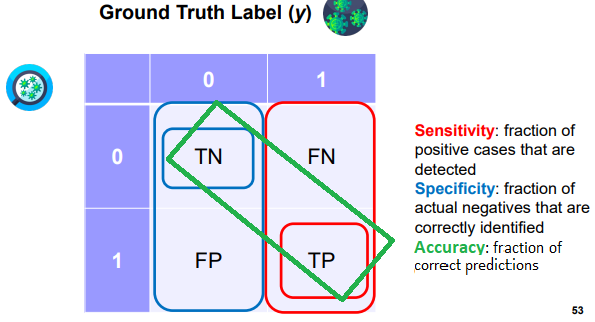 Ground Truth Label (y)
0 1
0 TN FN
1 FP TP
Sensitivity: fraction of
positive cases that are
detected
Specificity: fraction of
actual negatives that are
correctly identified
Accuracy: fraction of
correct predictions
53